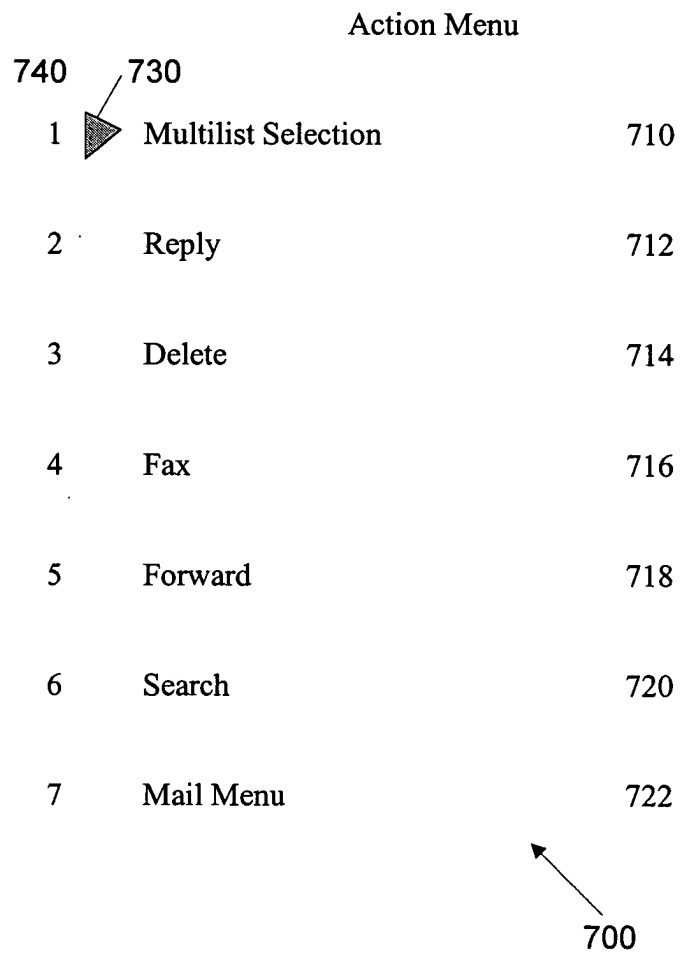 Action Menu
740 730
1 Multilist Selection 710
2 Reply 712
3 Delete 714
4 Fax 716
5 Forward 718
6 Search 720
7 Mail Menu 722
700